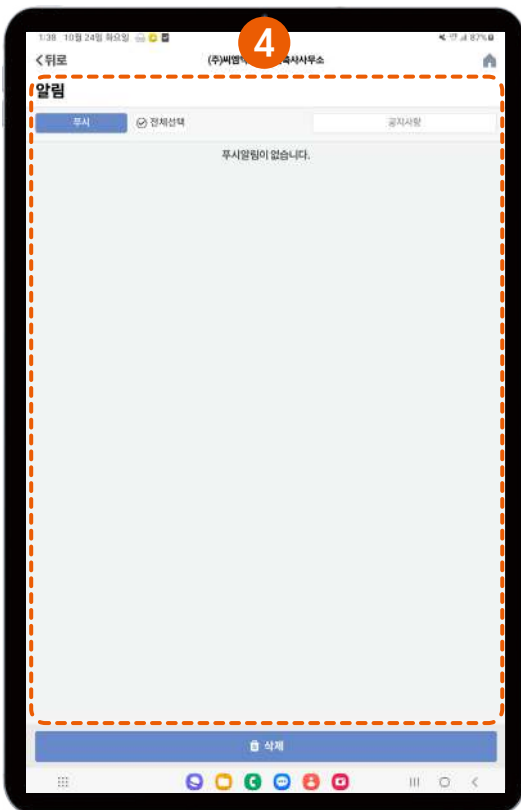 1:38 10월 24일 화요일 87%
4
뒤로
(주)씨엠 축사사무소
알림
푸시
전체선택
공지사항
푸시알림이 없습니다.
삭제